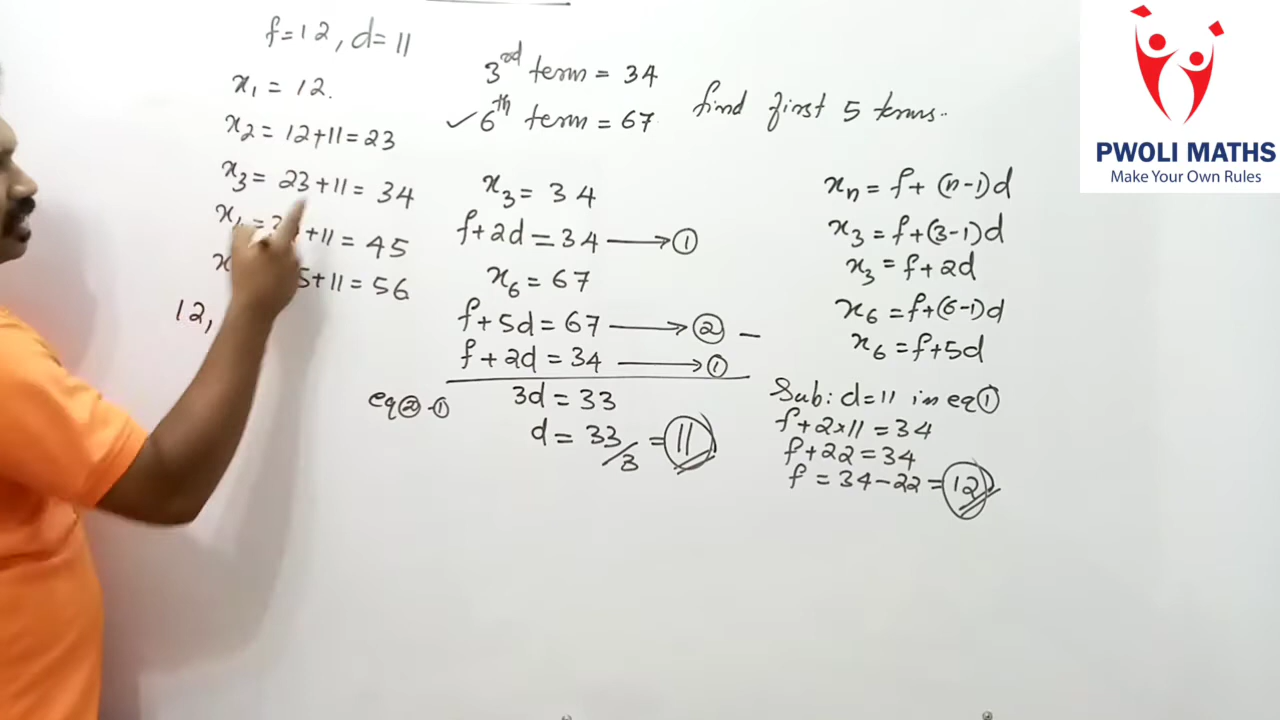 f=12, d=11
x₁ = 12.
x₂ = 12+11=23
x₃ = 23+11= 34
+11 = 45
5+11 = 56
12,
3rd term = 34
✓6th term = 67
find first 5 terms..
x₃ = 34
f+2d = 34 → ①
x₆ = 67
f+5d = 67 → ② –
f+2d = 34 → ①
eq②-①
3d = 33
d = 33/3 = 11
xₙ = f+(n-1)d
x₃ = f+(3-1)d
x₃ = f+2d
x₆ = f+(6-1)d
x₆ = f+5d
Sub: d=11 in eq①
f+2×11 = 34
f+22 = 34
f = 34-22 = 12
PWOLI MATHS
Make Your Own Rules